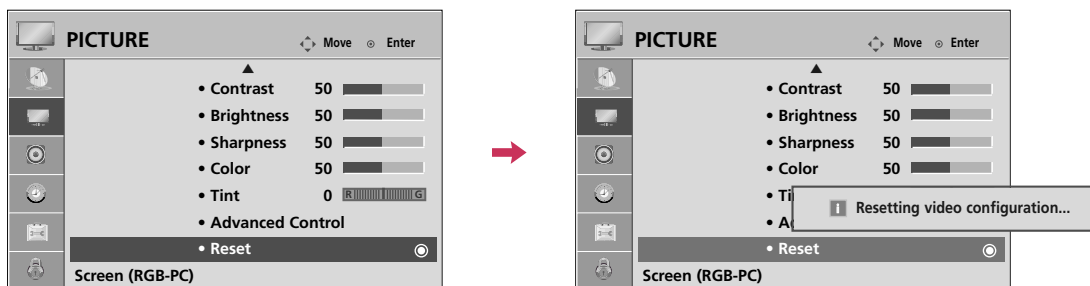 PICTURE Move Enter
• Contrast 50
• Brightness 50
• Sharpness 50
• Color 50
• Tint 0 R G
• Advanced Control
• Reset
Screen (RGB-PC)
PICTURE Move Enter
• Contrast 50
• Brightness 50
• Sharpness 50
• Color 50
• Ti
• A
i Resetting video configuration...
• Reset
Screen (RGB-PC)